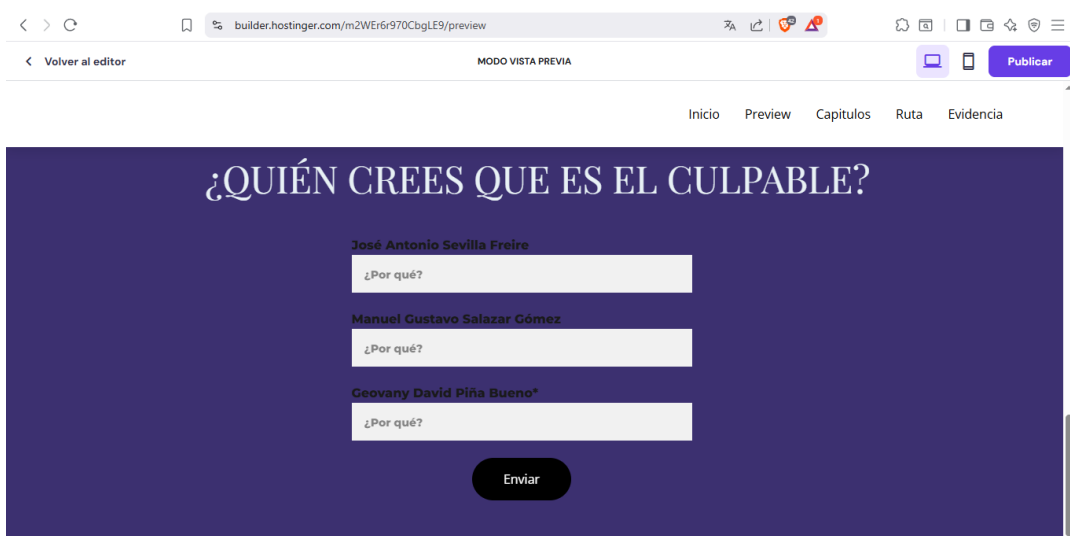 builder.hostinger.com/m2WEr6r970CbgLE9/preview
Volver al editor
MODO VISTA PREVIA
Publicar
Inicio Preview Capitulos Ruta Evidencia
¿QUIÉN CREES QUE ES EL CULPABLE?
José Antonio Sevilla Freire
¿Por qué?
Manuel Gustavo Salazar Gómez
¿Por qué?
Geovany David Piña Bueno*
¿Por qué?
Enviar